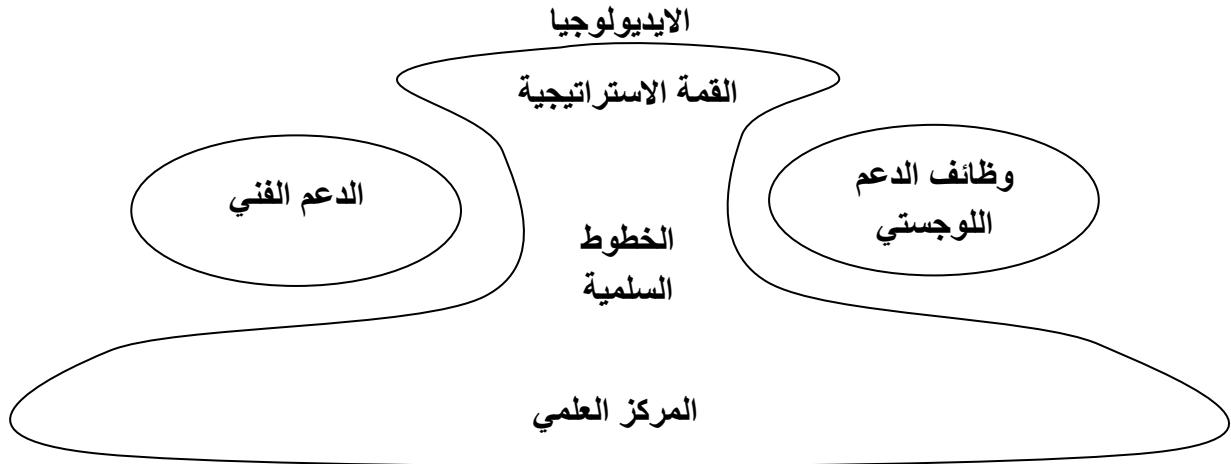 الايديولوجيا
القمة الاستراتيجية
وظائف الدعم
اللوجستي
الدعم الفني
الخطوط
السلمية
المركز العلمي